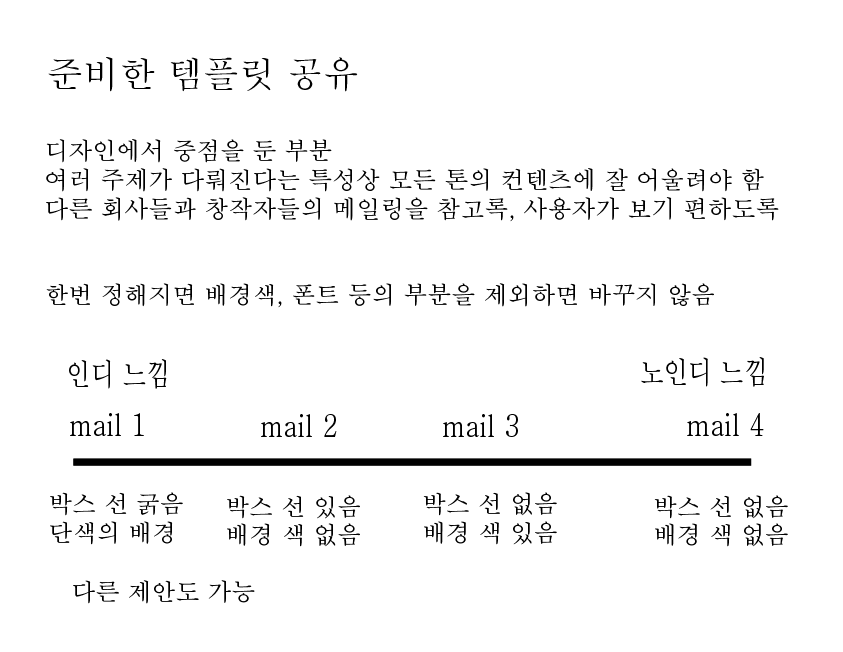 준비한 템플릿 공유
디자인에서 중점을 둔 부분
여러 주제가 다뤄진다는 특성상 모든 톤의 컨텐츠에 잘 어울려야 함
다른 회사들과 창작자들의 메일링을 참고록, 사용자가 보기 편하도록
한번 정해지면 배경색, 폰트 등의 부분을 제외하면 바꾸지 않음
인디 느낌 노인디 느낌
mail 1 mail 2 mail 3 mail 4
박스 선 굵음 박스 선 있음 박스 선 없음 박스 선 없음
단색의 배경 배경 색 없음 배경 색 있음 배경 색 없음
다른 제안도 가능